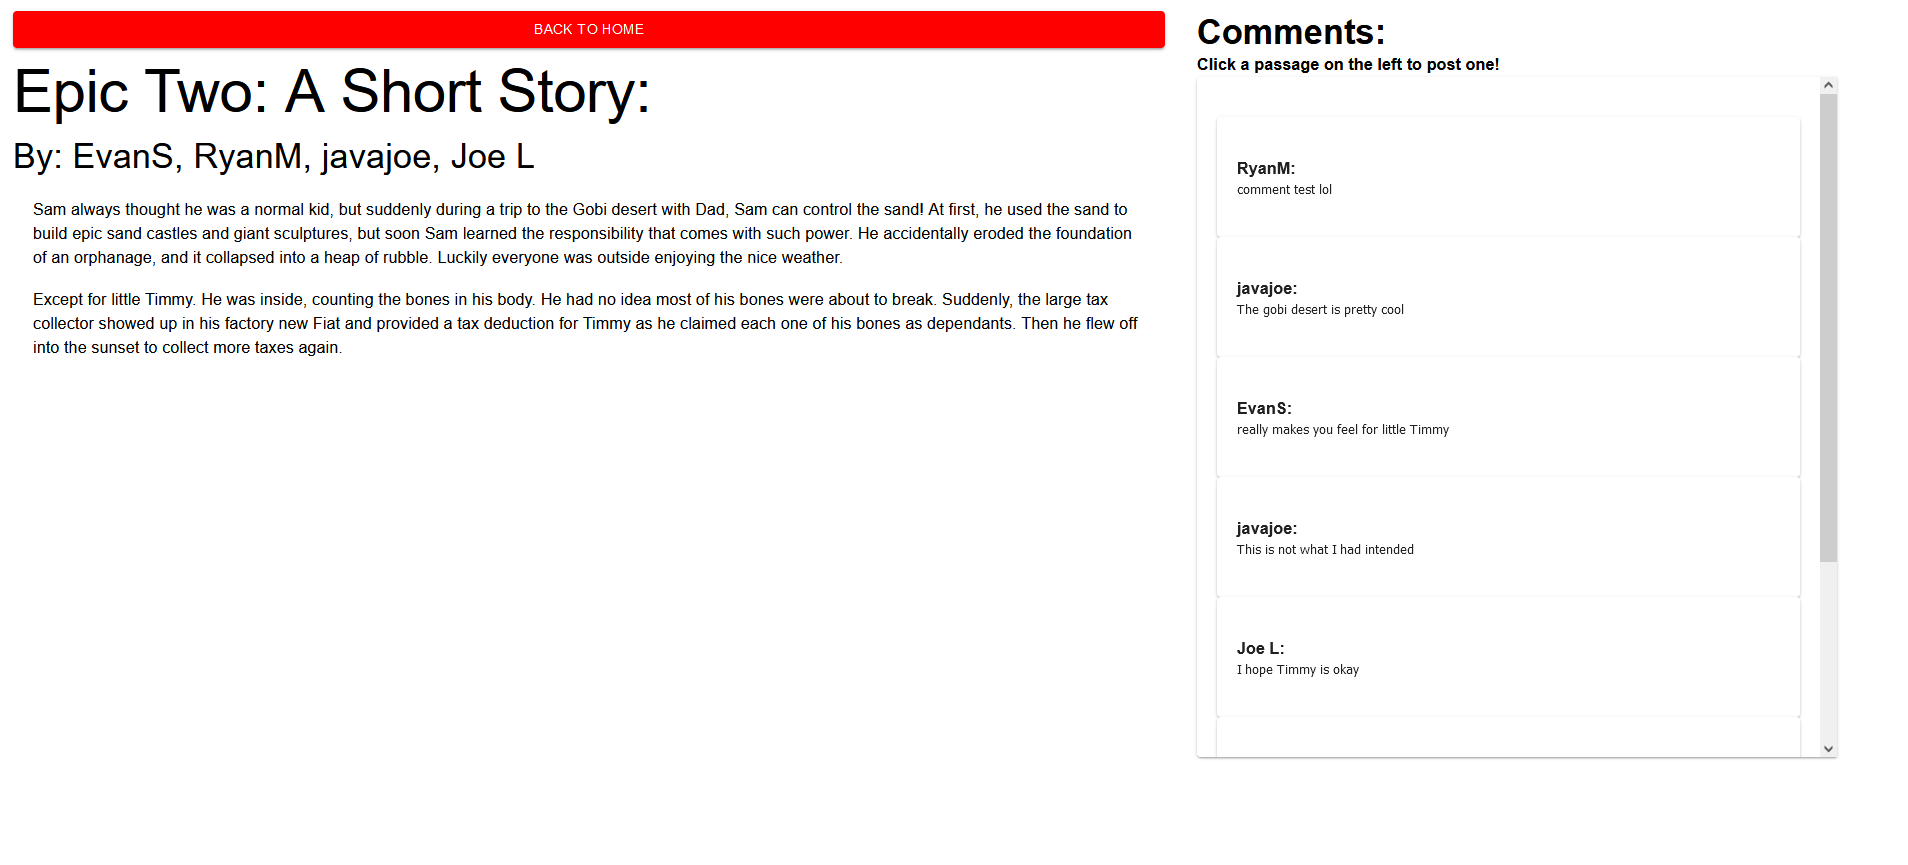 BACK TO HOME
Epic Two: A Short Story:
By: EvanS, RyanM, javajoe, Joe L
Sam always thought he was a normal kid, but suddenly during a trip to the Gobi desert with Dad, Sam can control the sand! At first, he used the sand to
build epic sand castles and giant sculptures, but soon Sam learned the responsibility that comes with such power. He accidentally eroded the foundation
of an orphanage, and it collapsed into a heap of rubble. Luckily everyone was outside enjoying the nice weather.
Except for little Timmy. He was inside, counting the bones in his body. He had no idea most of his bones were about to break. Suddenly, the large tax
collector showed up in his factory new Fiat and provided a tax deduction for Timmy as he claimed each one of his bones as dependants. Then he flew off
into the sunset to collect more taxes again.
Comments:
Click a passage on the left to post one!
RyanM:
comment test lol
javajoe:
The gobi desert is pretty cool
EvanS:
really makes you feel for little Timmy
javajoe:
This is not what I had intended
Joe L:
I hope Timmy is okay